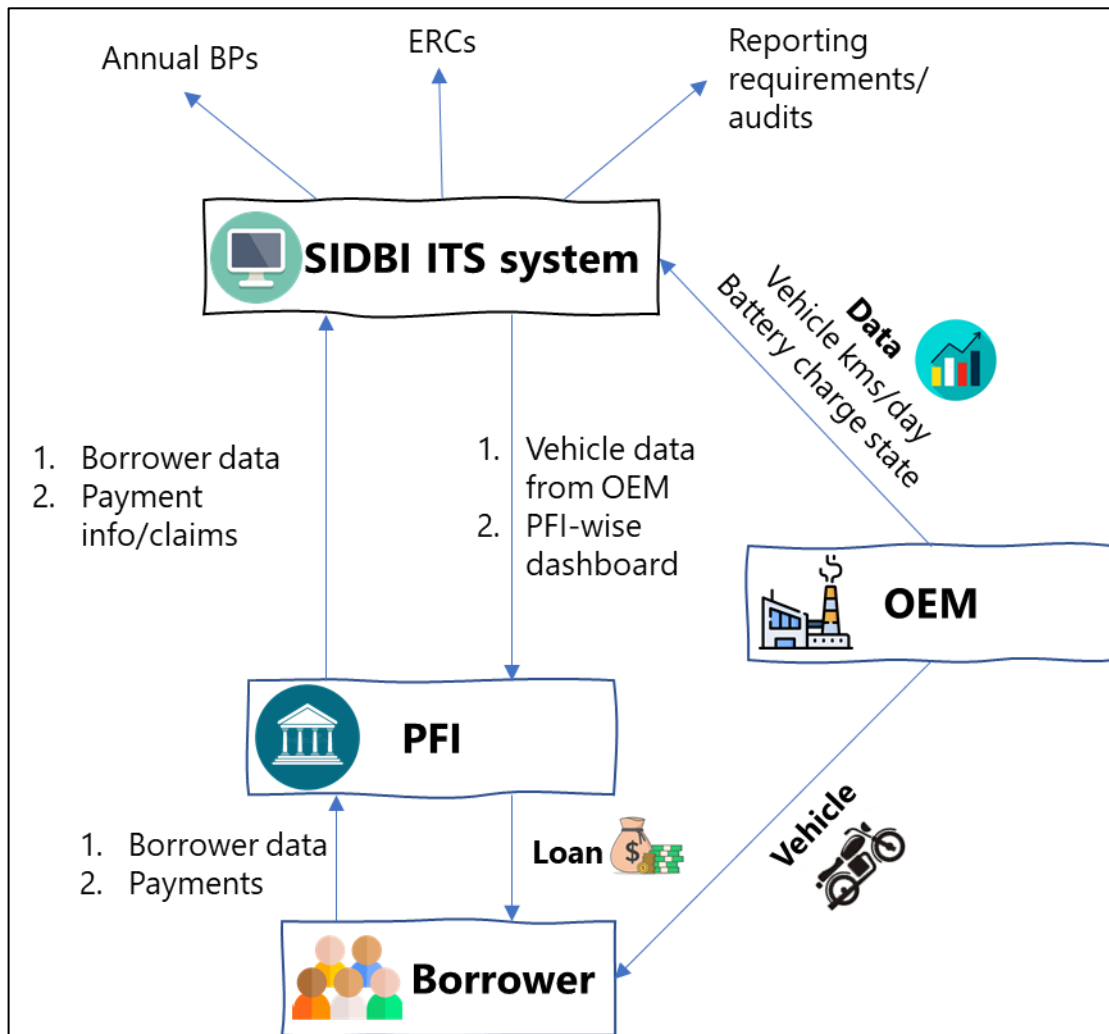 Annual BPs
ERCs
Reporting
requirements/
audits
SIDBI ITS system
Data
Vehicle kms/day
Battery charge state
1. Borrower data
2. Payment
info/claims
1. Vehicle data
from OEM
2. PFI-wise
dashboard
OEM
PFI
1. Borrower data
2. Payments
Loan
$
Vehicle
Borrower